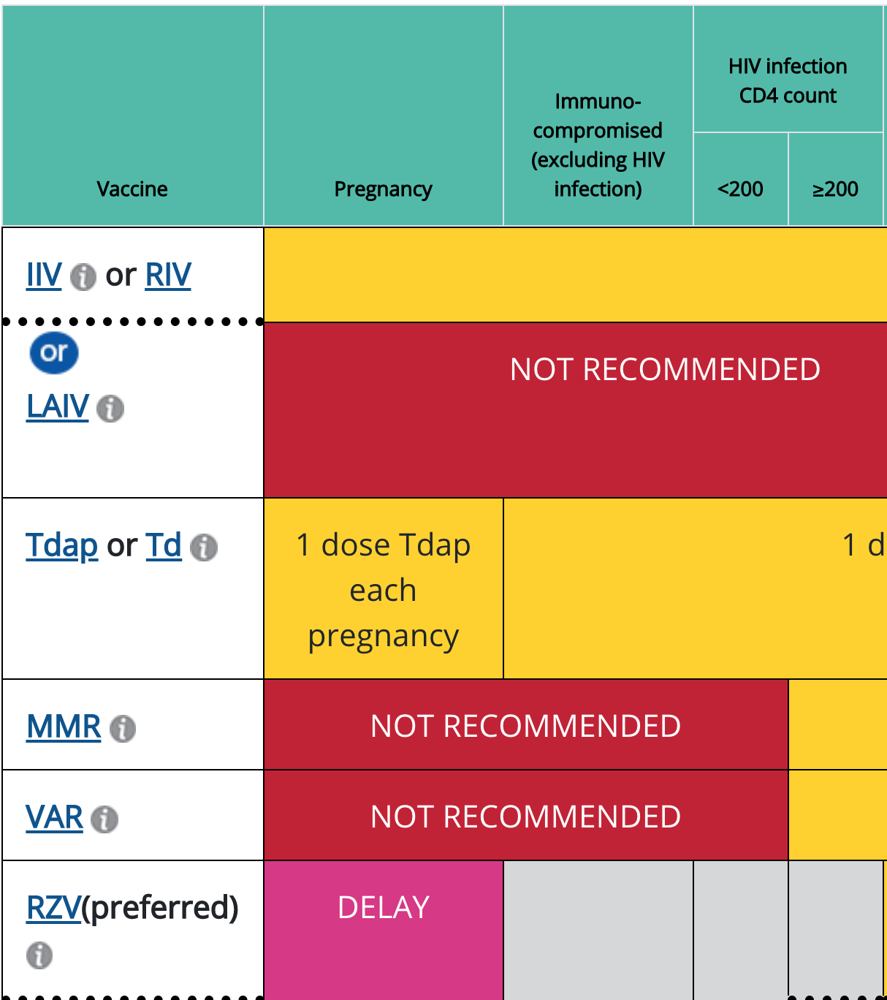 Vaccine
Pregnancy
Immuno-
compromised
(excluding HIV
infection)
HIV infection
CD4 count
<200
≥200
IIV i or RIV
or
LAIV i
NOT RECOMMENDED
Tdap or Td i
1 dose Tdap
each
pregnancy
1 d
MMR i
NOT RECOMMENDED
VAR i
NOT RECOMMENDED
RZV(preferred)
i
DELAY